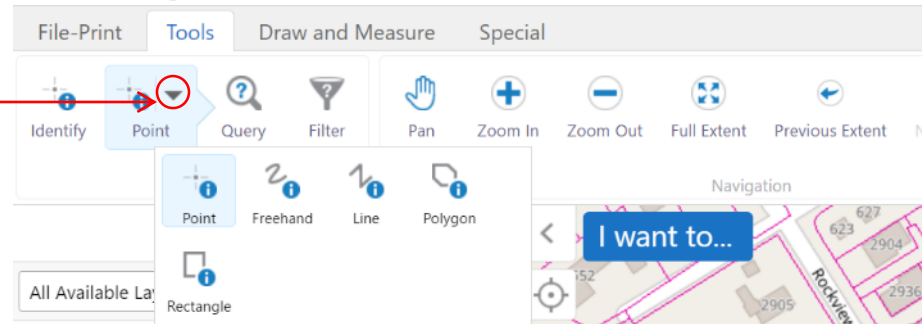 File-Print Tools Draw and Measure Special
Identify Point Query Filter Pan Zoom In Zoom Out Full Extent Previous Extent
Navigation
Point Freehand Line Polygon
Rectangle
I want to...
All Available
627
623
2904
552
2905
Rockview
2936